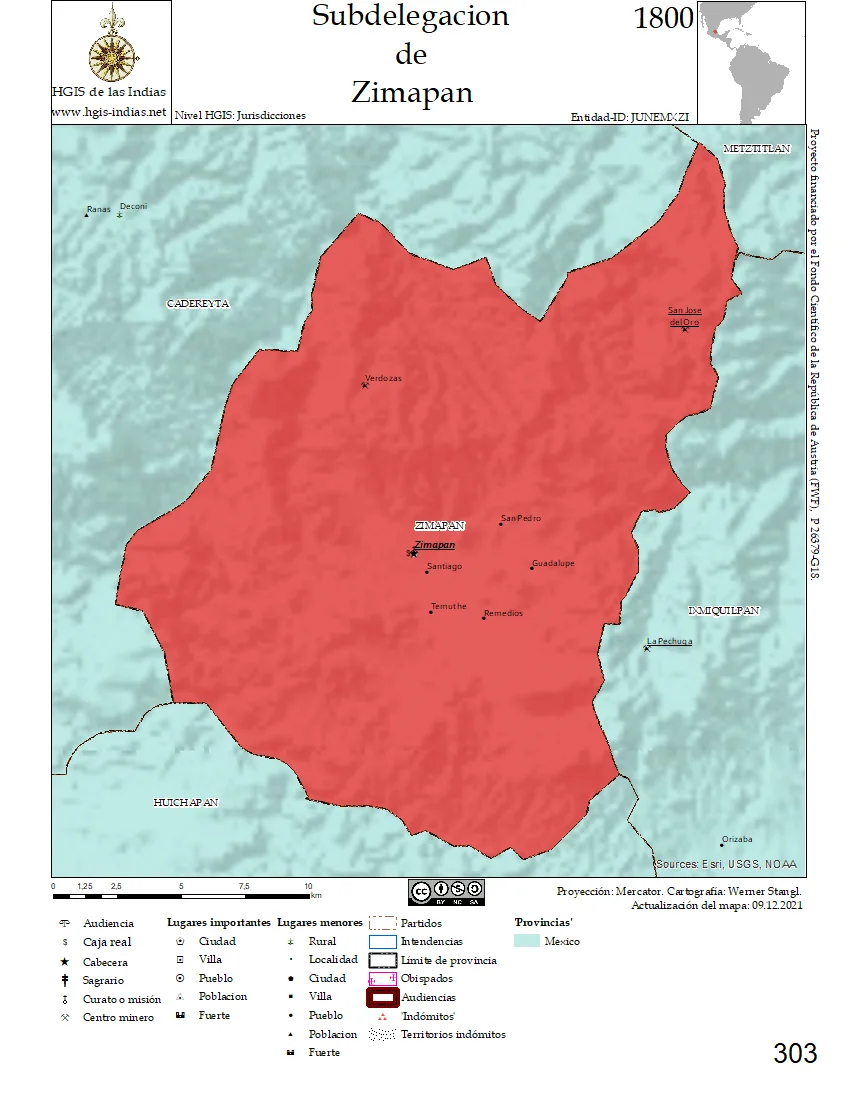 Subdelegacion
de
Zimapan
1800
HGIS de las Indias
www.hgis-indias.net
Nivel HGIS: Jurisdicciones
Entidad-ID: JUNEMXZI
METZTITLAN
Ranas
Deconi
CADEREYTA
San Jose
del Oro
Verdozas
San Pedro
ZIMAPAN
Zimapan
S
Santiago
Guadalupe
Temuthe
Remedios
IXMIQUILPAN
La Pechuga
HUICHAPAN
Orizaba
Sources: Esri, USGS, NOAA
Proyecto financiado por el Fondo Científico de la República de Austria (FWF), P 26379-G18.
0 1,25 2,5 5 7,5 10
km
CC BY NC SA
Proyección: Mercator. Cartografía: Werner Stangl.
Actualización del mapa: 09.12.2021
Audiencia
$ Caja real
Cabecera
Sagrario
Curato o misión
Centro minero
Lugares importantes
Ciudad
Villa
Pueblo
Poblacion
Fuerte
Lugares menores
Rural
Localidad
Ciudad
Villa
Pueblo
Poblacion
Fuerte
Partidos
Intendencias
Límite de provincia
Obispados
Audiencias
'Indómitos'
Territorios indómitos
'Provincias'
Mexico
303